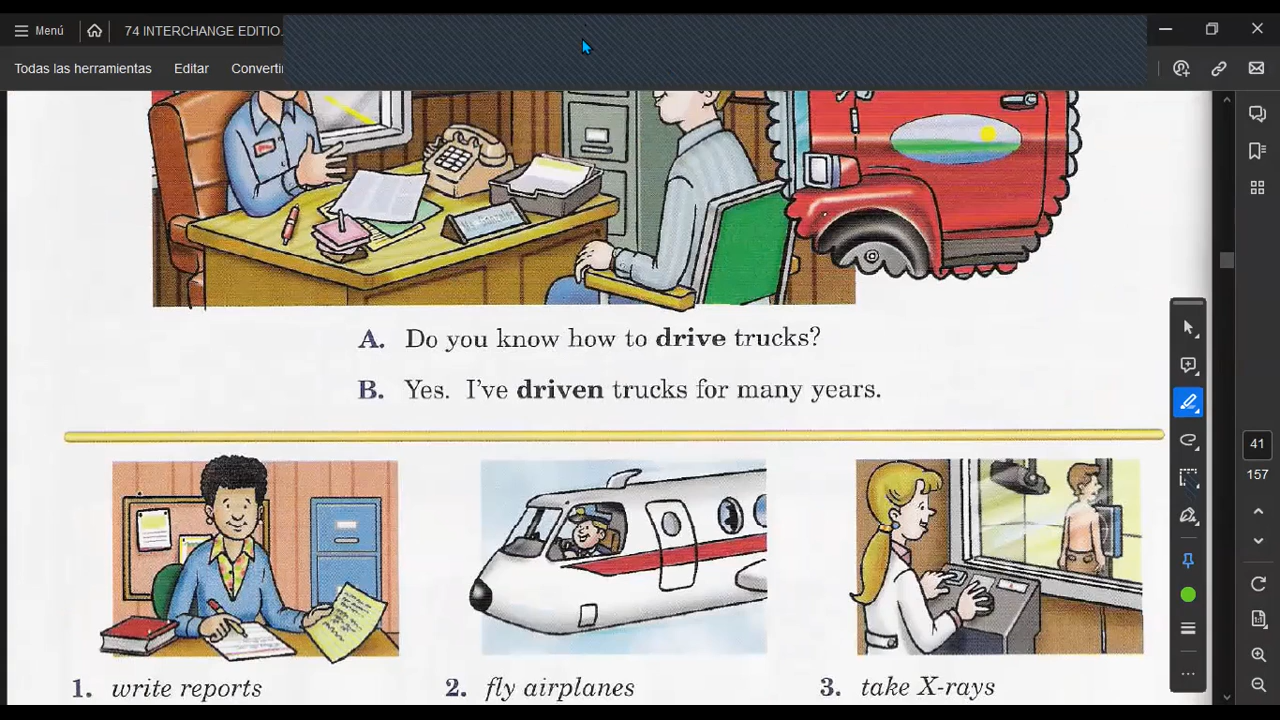 Menú
74 INTERCHANGE EDITIO.
Todas las herramientas Editar Converti
A. Do you know how to drive trucks?
B. Yes. I've driven trucks for many years.
1. write reports
2. fly airplanes
3. take X-rays
41
157